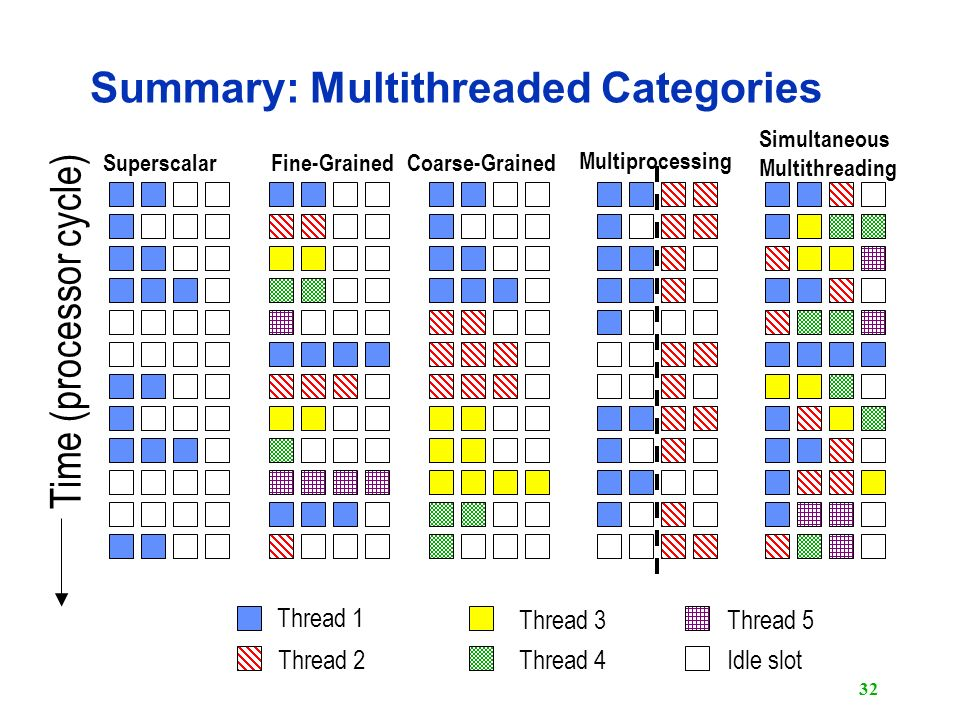 Summary: Multithreaded Categories
Superscalar
Fine-Grained
Coarse-Grained
Multiprocessing
Simultaneous
Multithreading
Time (processor cycle)
Thread 1
Thread 2
Thread 3
Thread 4
Thread 5
Idle slot
32